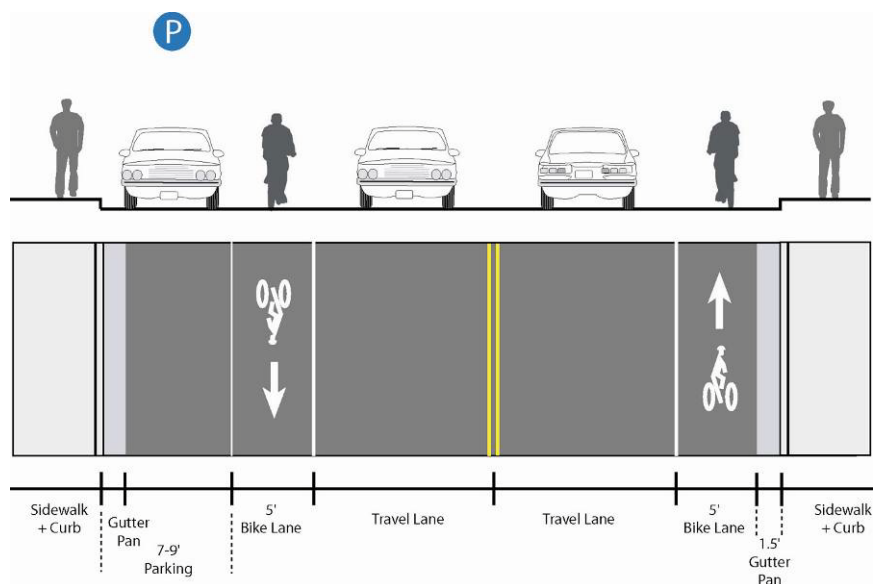 P
Sidewalk
+ Curb
Gutter
Pan
7-9'
Parking
5'
Bike Lane
Travel Lane
Travel Lane
5'
Bike Lane
1.5'
Gutter
Pan
Sidewalk
+ Curb